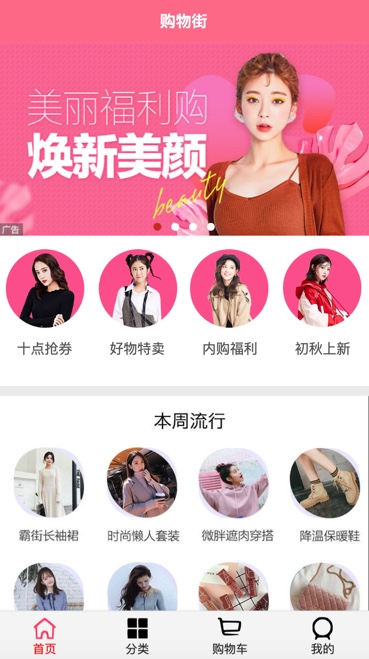 购物街
美丽福利购
焕新美颜
beauty
广告
十点抢券
好物特卖
内购福利
初秋上新
本周流行
霸街长袖裙
时尚懒人套装
微胖遮肉穿搭
降温保暖鞋
首页
分类
购物车
我的